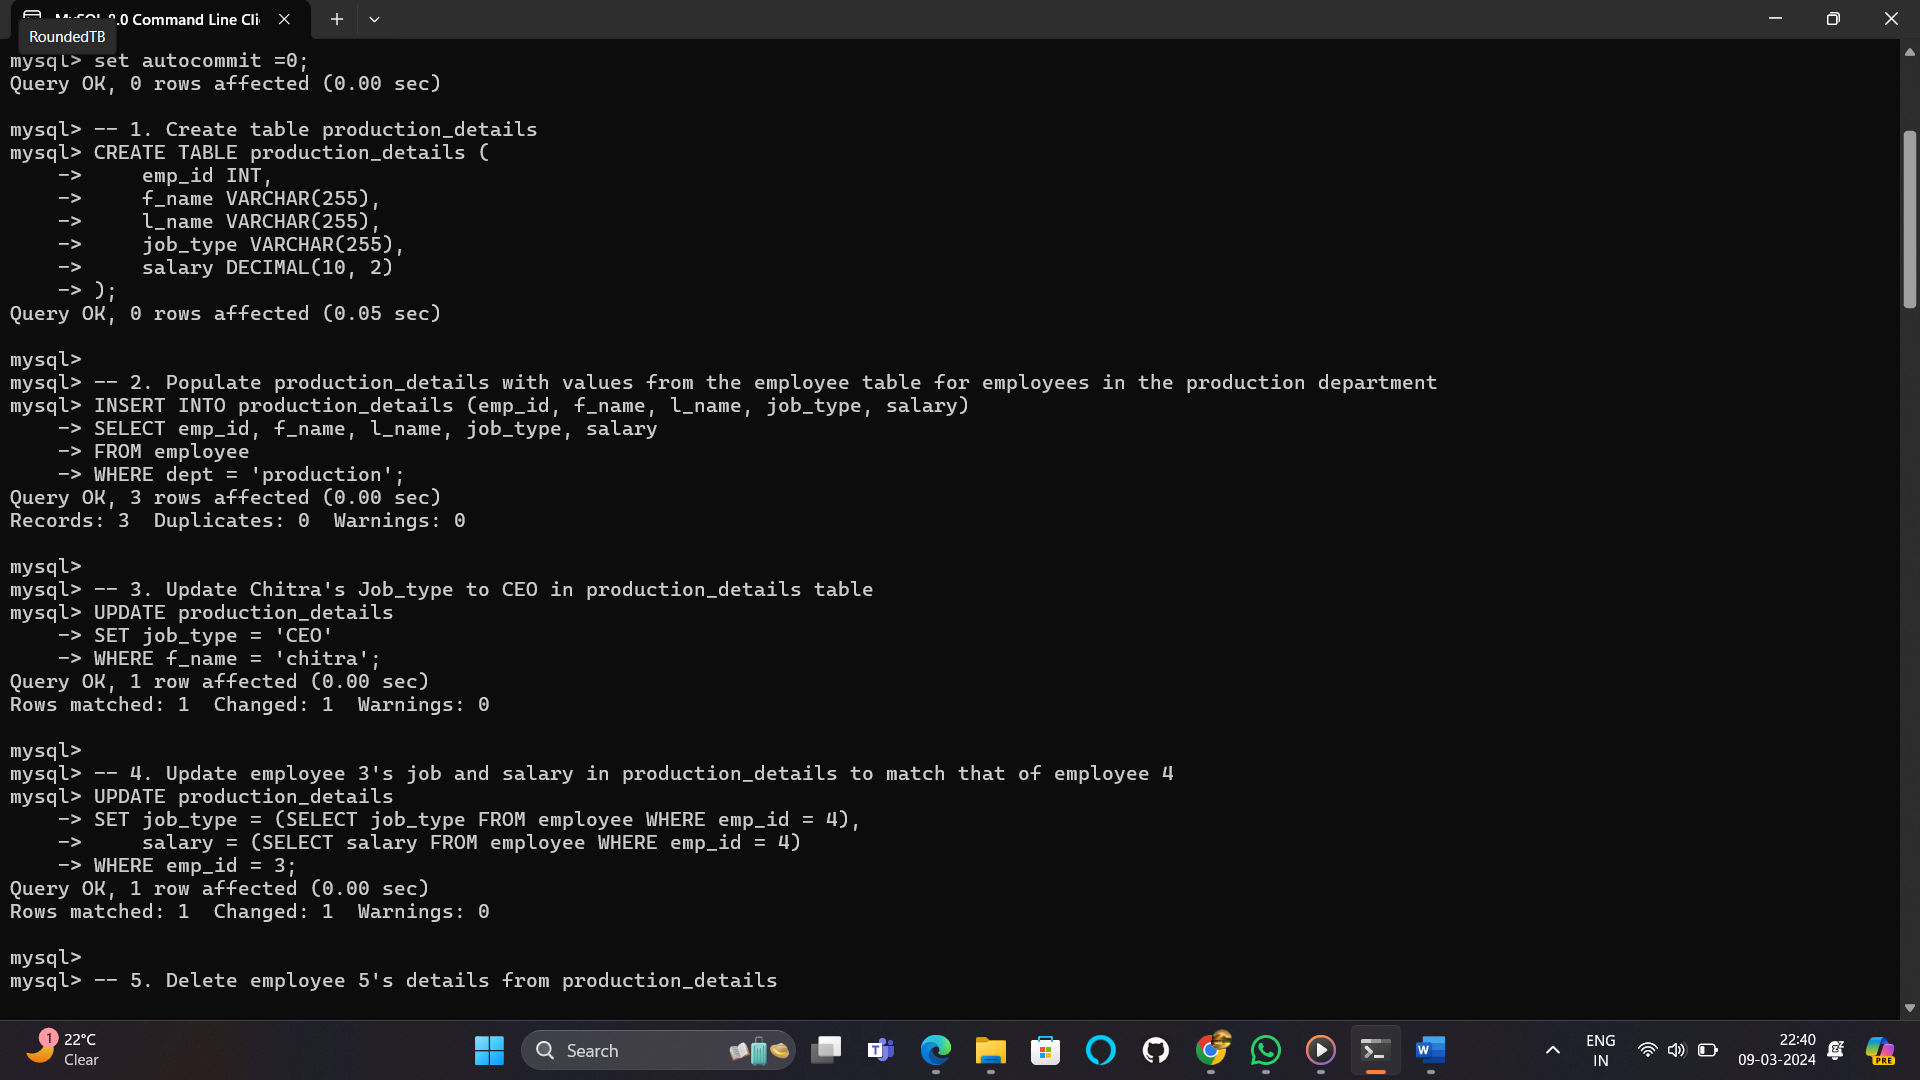 MySQL 8.0 Command Line Cli
RoundedTB
mysql> set autocommit =0;
Query OK, 0 rows affected (0.00 sec)
mysql> -- 1. Create table production_details
mysql> CREATE TABLE production_details (
    ->     emp_id INT,
    ->     f_name VARCHAR(255),
    ->     l_name VARCHAR(255),
    ->     job_type VARCHAR(255),
    ->     salary DECIMAL(10, 2)
    -> );
Query OK, 0 rows affected (0.05 sec)
mysql>
mysql> -- 2. Populate production_details with values from the employee table for employees in the production department
mysql> INSERT INTO production_details (emp_id, f_name, l_name, job_type, salary)
    -> SELECT emp_id, f_name, l_name, job_type, salary
    -> FROM employee
    -> WHERE dept = 'production';
Query OK, 3 rows affected (0.00 sec)
Records: 3  Duplicates: 0  Warnings: 0
mysql>
mysql> -- 3. Update Chitra's Job_type to CEO in production_details table
mysql> UPDATE production_details
    -> SET job_type = 'CEO'
    -> WHERE f_name = 'chitra';
Query OK, 1 row affected (0.00 sec)
Rows matched: 1  Changed: 1  Warnings: 0
mysql>
mysql> -- 4. Update employee 3's job and salary in production_details to match that of employee 4
mysql> UPDATE production_details
    -> SET job_type = (SELECT job_type FROM employee WHERE emp_id = 4),
    ->     salary = (SELECT salary FROM employee WHERE emp_id = 4)
    -> WHERE emp_id = 3;
Query OK, 1 row affected (0.00 sec)
Rows matched: 1  Changed: 1  Warnings: 0
mysql>
mysql> -- 5. Delete employee 5's details from production_details
1
22°C
Clear
Search
ENG
IN
22:40
09-03-2024
PRE